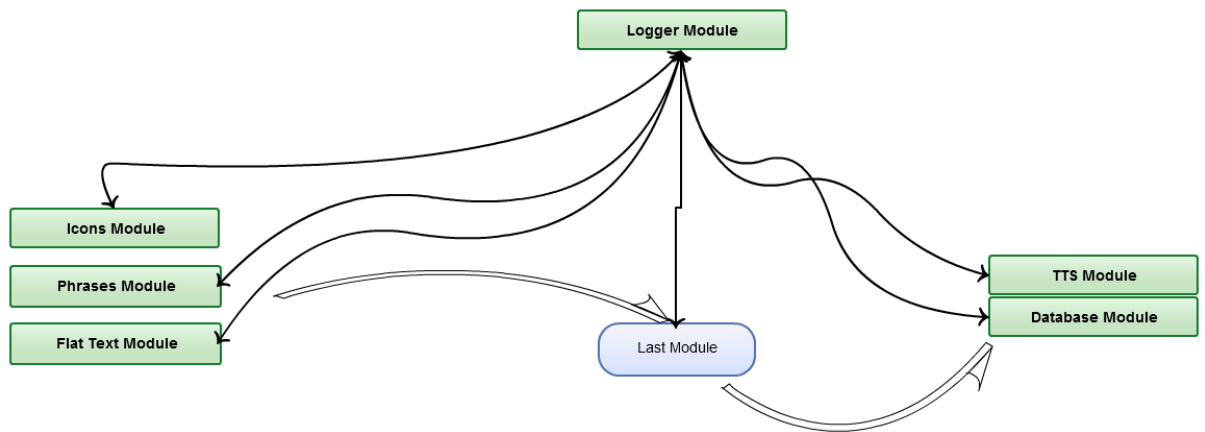 Logger Module
Icons Module
Phrases Module
Flat Text Module
Last Module
TTS Module
Database Module